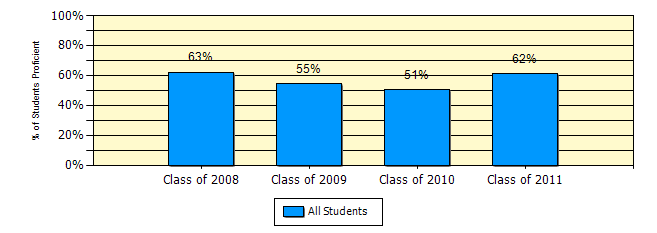 100%
80%
60%
40%
20%
0%
% of Students Proficient
63%
55%
51%
62%
Class of 2008
Class of 2009
Class of 2010
Class of 2011
All Students